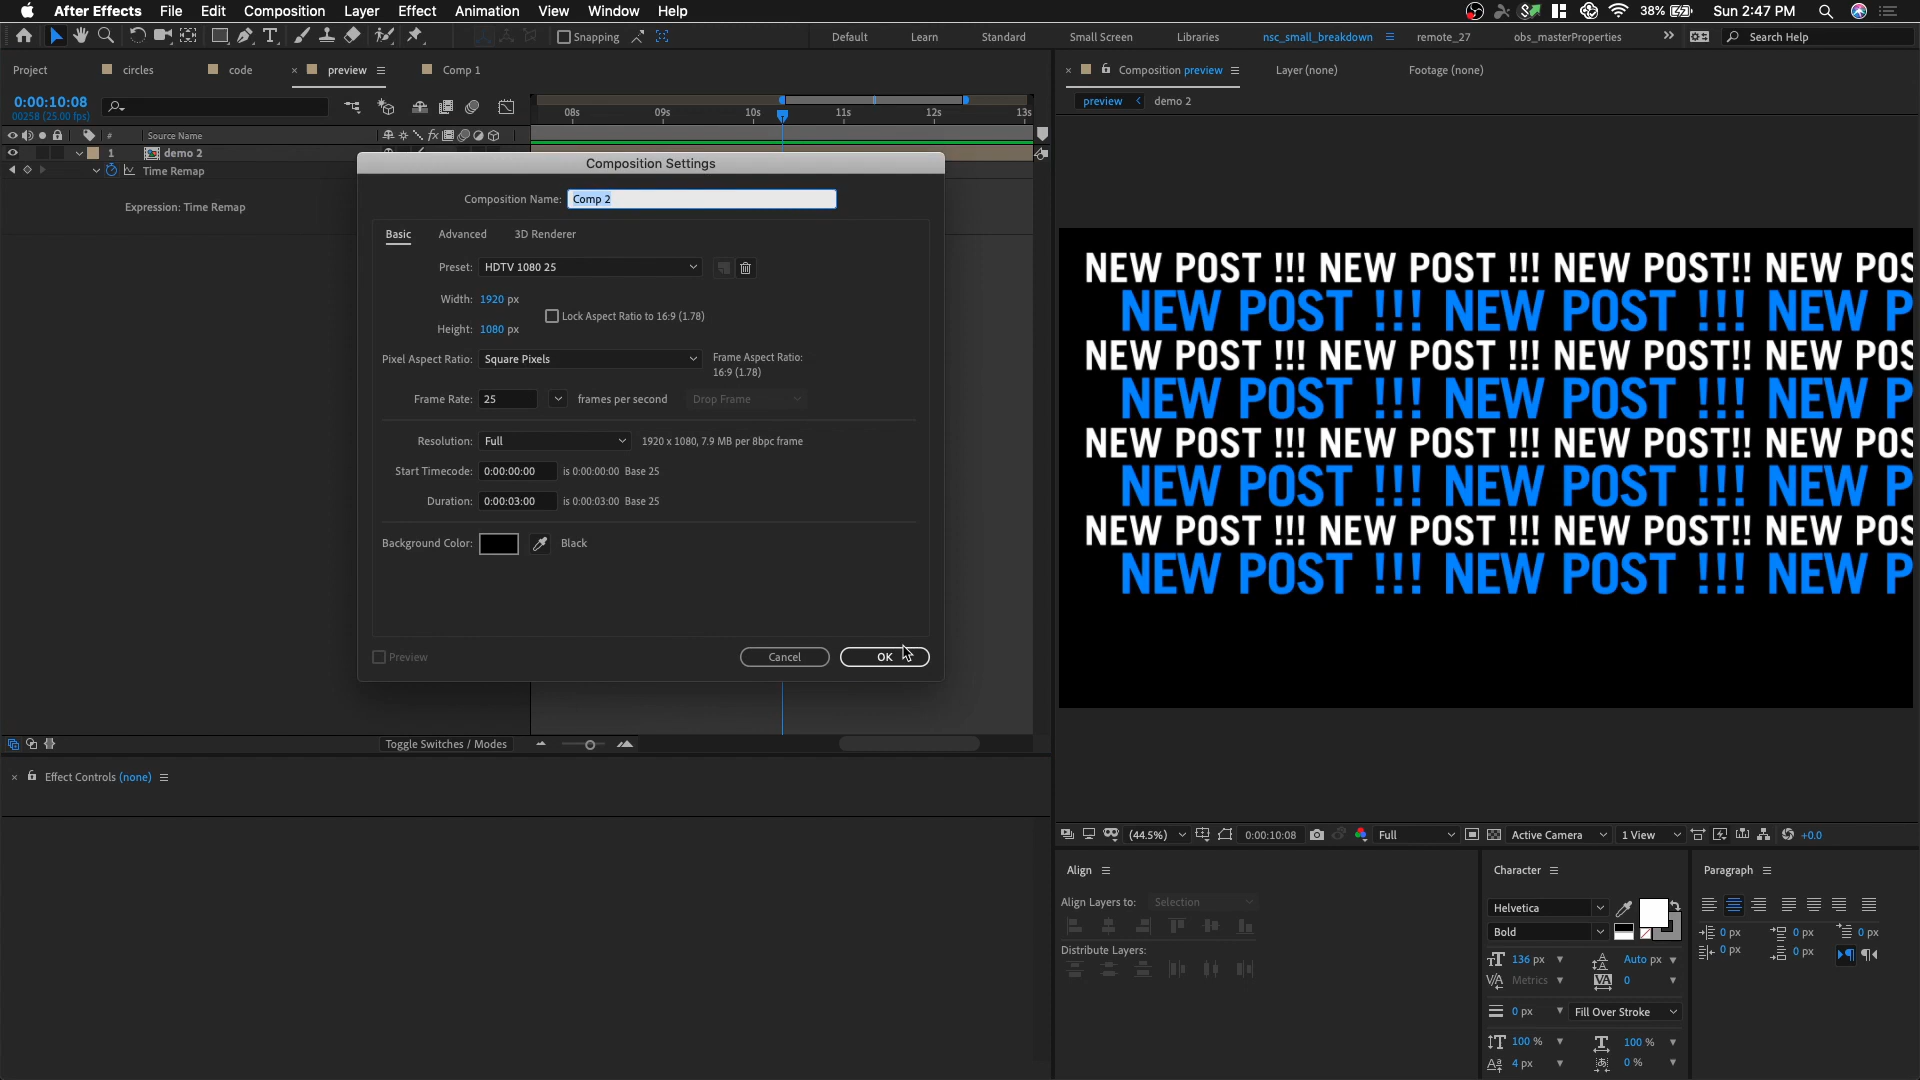 After Effects File Edit Composition Layer Effect Animation View Window Help 38% Sun 2:47 PM
Snapping Default Learn Standard Small Screen Libraries nsc_small_breakdown remote_27 obs_masterProperties Search Help
Project circles code preview Comp 1
Composition preview Layer (none) Footage (none)
preview demo 2
0:00:10:08
00258 (25.00 fps)
08s 09s 10s 11s 12s 13s
# Source Name
1 demo 2
Time Remap
Expression: Time Remap
Composition Settings
Composition Name: Comp 2
Basic Advanced 3D Renderer
Preset: HDTV 1080 25
Width: 1920 px
Lock Aspect Ratio to 16:9 (1.78)
Height: 1080 px
Pixel Aspect Ratio: Square Pixels
Frame Aspect Ratio:
16:9 (1.78)
Frame Rate: 25 frames per second Drop Frame
Resolution: Full 1920 x 1080, 7.9 MB per 8bpc frame
Start Timecode: 0:00:00:00 is 0:00:00:00 Base 25
Duration: 0:00:03:00 is 0:00:03:00 Base 25
Background Color: Black
Preview Cancel OK
NEW POST !!! NEW POST !!! NEW POST!! NEW POS
NEW POST !!! NEW POST !!! NEW P
NEW POST !!! NEW POST !!! NEW POST!! NEW POS
NEW POST !!! NEW POST !!! NEW P
NEW POST !!! NEW POST !!! NEW POST!! NEW POS
NEW POST !!! NEW POST !!! NEW P
NEW POST !!! NEW POST !!! NEW POST!! NEW POS
NEW POST !!! NEW POST !!! NEW P
Toggle Switches / Modes
Effect Controls (none)
(44.5%) 0:00:10:08 Full Active Camera 1 View +0.0
Align
Align Layers to: Selection
Distribute Layers:
Character
Helvetica
Bold
136 px Auto px
Metrics 0
0 px Fill Over Stroke
100 % 100 %
4 px 0 %
Paragraph
0 px 0 px 0 px
0 px 0 px